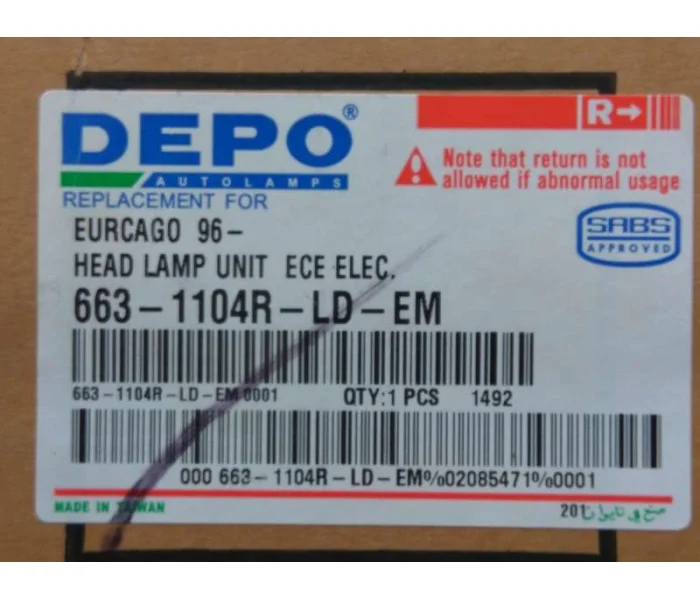 DEPO®
AUTOLAMPS
REPLACEMENT FOR
R→
Note that return is not
allowed if abnormal usage
SABS
APPROVED
EURCAGO 96-
HEAD LAMP UNIT ECE ELEC.
663-1104R-LD-EM
663-1104R-LD-EM 0001 QTY:1 PCS 1492
000 663-1104R-LD-EM%02085471%0001
MADE IN TAIWAN